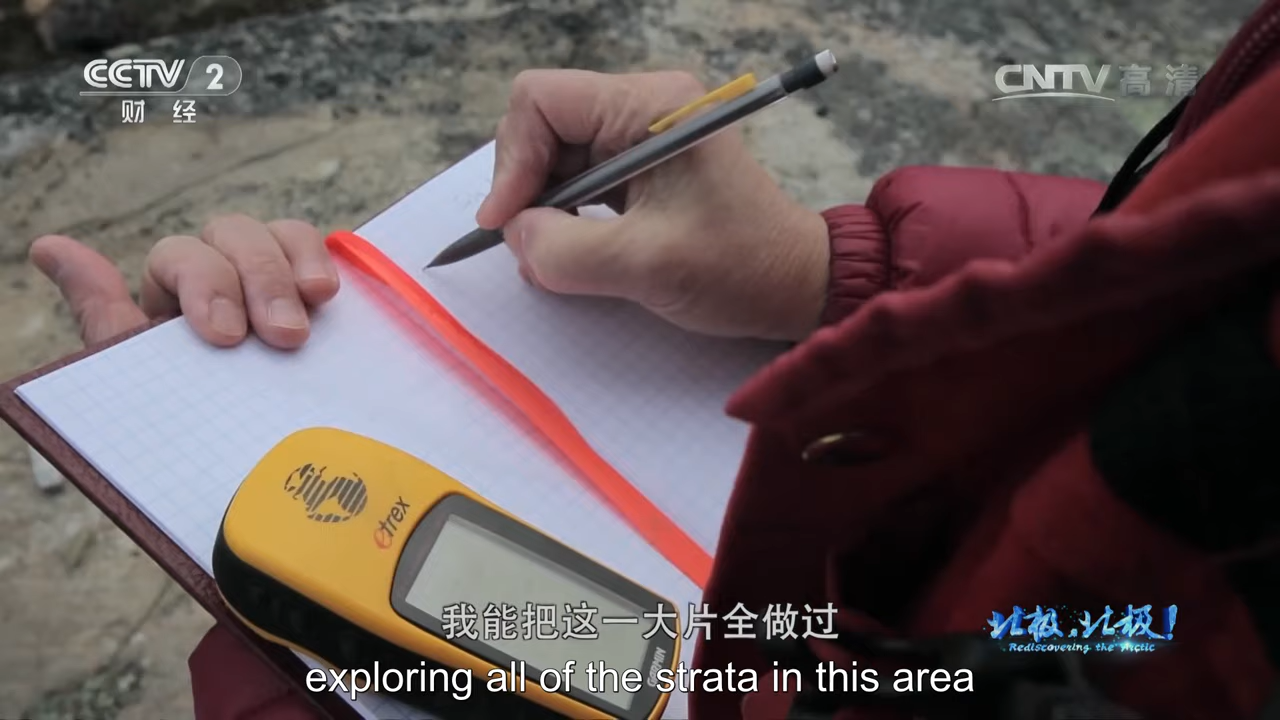 CCTV 2
财 经
CNTV 高清
etrex
GARMIN
我能把这一大片全做过
北极,北极!
Rediscovering the Arctic
exploring all of the strata in this area